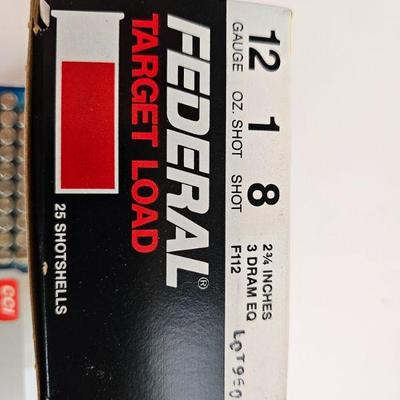 FEDERAL®
TARGET LOAD
25 SHOTSHELLS
12 1 8
GAUGE OZ. SHOT SHOT
2¾ INCHES
3 DRAM EQ
F112
CCI